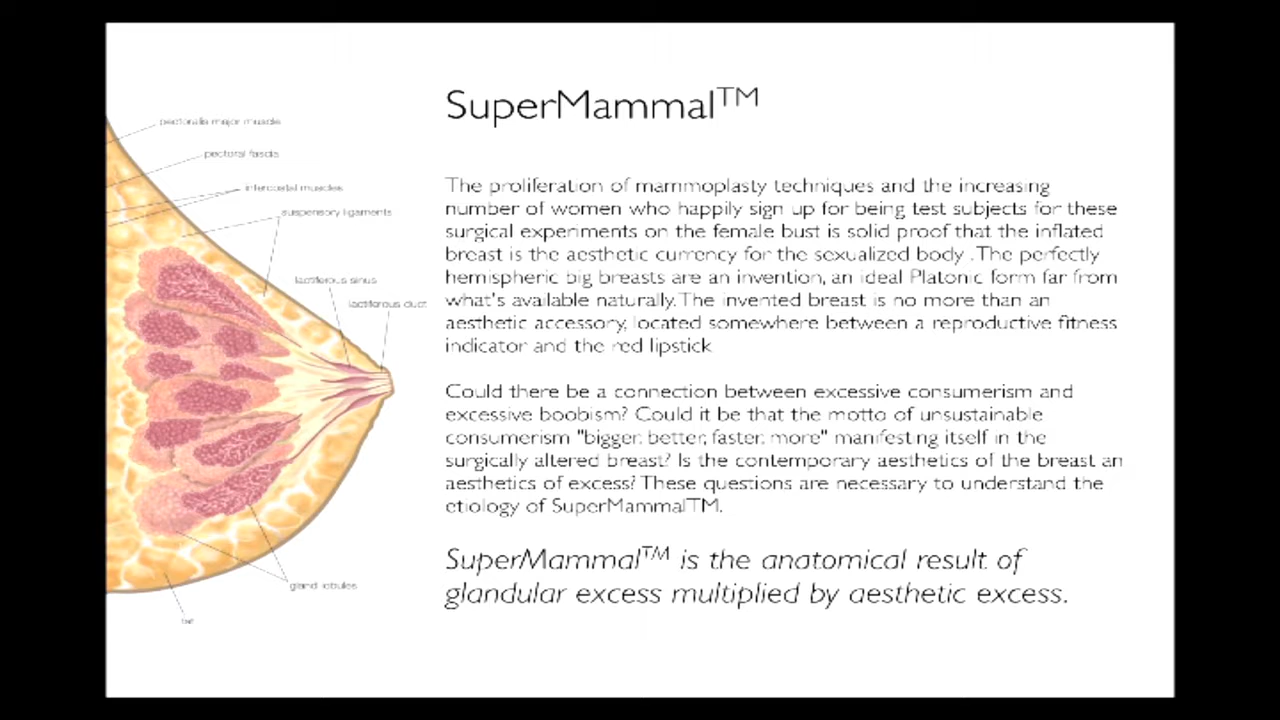 SuperMammal™
pectoralis major muscle
pectoral fascia
intercostal muscles
suspensory ligaments
lactiferous sinus
lactiferous duct
gland lobules
fat
The proliferation of mammoplasty techniques and the increasing
number of women who happily sign up for being test subjects for these
surgical experiments on the female bust is solid proof that the inflated
breast is the aesthetic currency for the sexualized body .The perfectly
hemispheric big breasts are an invention, an ideal Platonic form far from
what's available naturally.The invented breast is no more than an
aesthetic accessory, located somewhere between a reproductive fitness
indicator and the red lipstick
Could there be a connection between excessive consumerism and
excessive boobism? Could it be that the motto of unsustainable
consumerism "bigger, better, faster, more" manifesting itself in the
surgically altered breast? Is the contemporary aesthetics of the breast an
aesthetics of excess? These questions are necessary to understand the
etiology of SuperMammalTM.
SuperMammal™ is the anatomical result of
glandular excess multiplied by aesthetic excess.